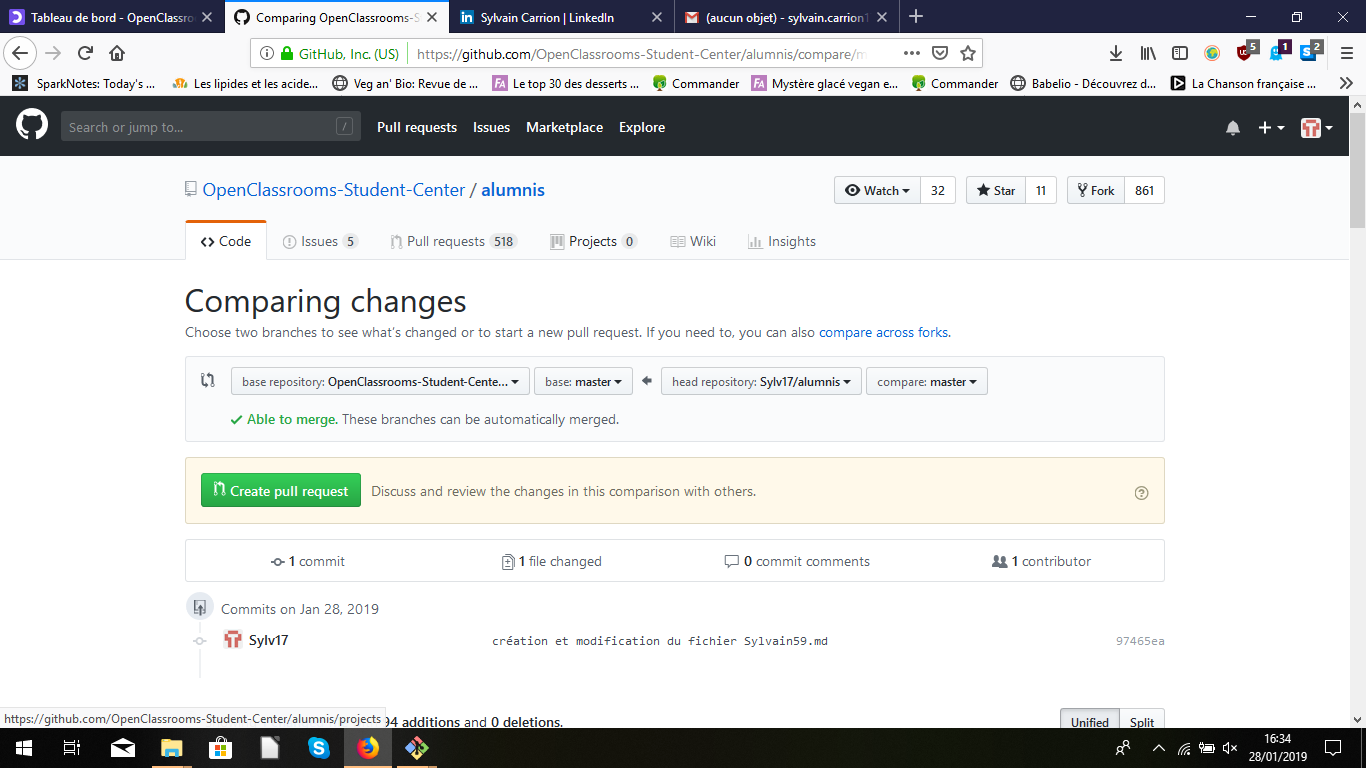 Tableau de bord - OpenClassro
Comparing OpenClassrooms-S
Sylvain Carrion | LinkedIn
(aucun objet) - sylvain.carrion1
GitHub, Inc. (US)
https://github.com/OpenClassrooms-Student-Center/alumnis/compare/m
5
1
2
SparkNotes: Today's ...
Les lipides et les acide...
Veg an' Bio: Revue de ...
FA Le top 30 des desserts ...
Commander
FA Mystère glacé vegan e...
Commander
Babelio - Découvrez d...
La Chanson française ...
Search or jump to... /
Pull requests Issues Marketplace Explore
OpenClassrooms-Student-Center / alumnis
Watch 32 Star 11 Fork 861
Code Issues 5 Pull requests 518 Projects 0 Wiki Insights
Comparing changes
Choose two branches to see what's changed or to start a new pull request. If you need to, you can also compare across forks.
base repository: OpenClassrooms-Student-Cente... base: master head repository: Sylv17/alumnis compare: master
Able to merge. These branches can be automatically merged.
Create pull request Discuss and review the changes in this comparison with others.
1 commit 1 file changed 0 commit comments 1 contributor
Commits on Jan 28, 2019
Sylv17 création et modification du fichier Sylvain59.md 97465ea
https://github.com/OpenClassrooms-Student-Center/alumnis/projects
94 additions and 0 deletions.
Unified Split
16:34
28/01/2019